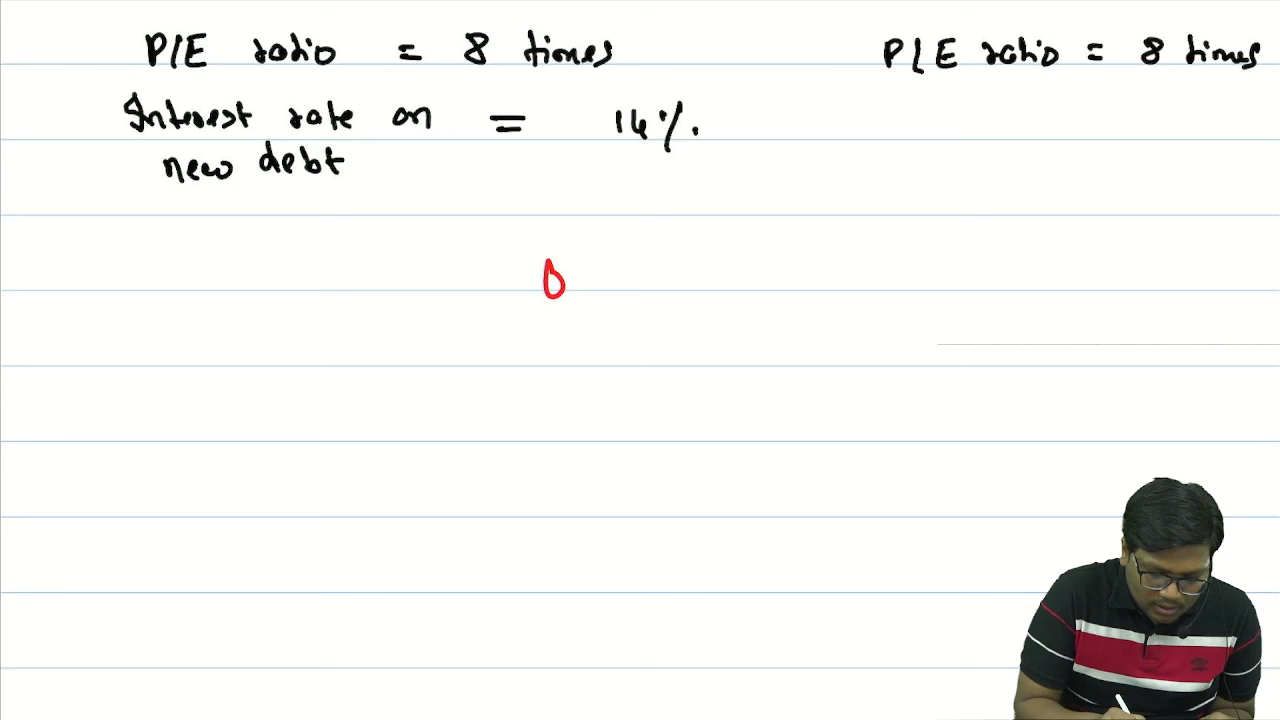 P/E ratio = 8 times
P/E ratio = 8 times
Interest rate on = 14%.
new debt